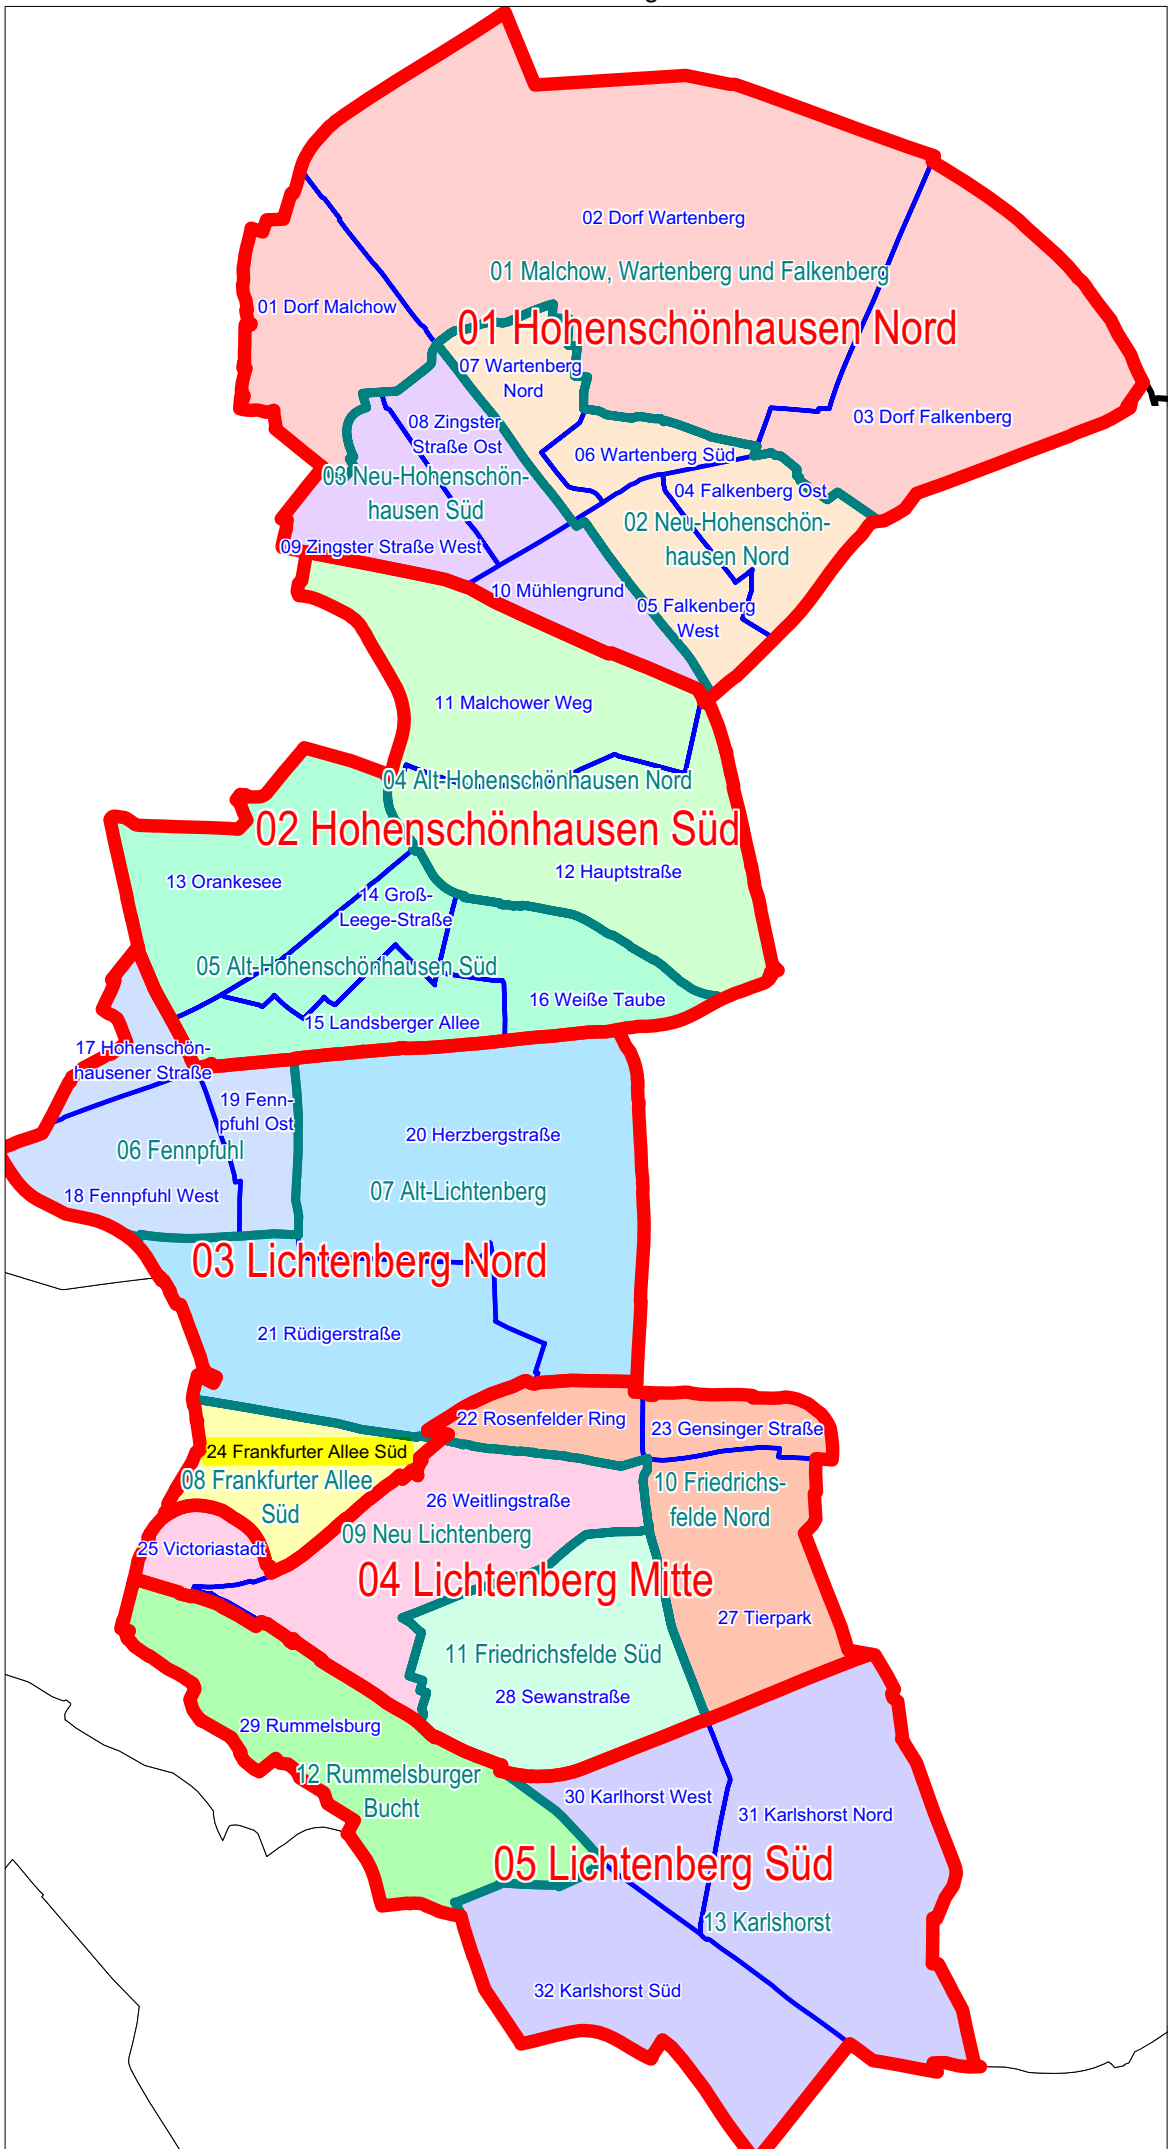 02 Dorf Wartenberg
01 Malchow, Wartenberg und Falkenberg
01 Dorf Malchow
01 Hohenschönhausen Nord
07 Wartenberg
Nord
03 Dorf Falkenberg
08 Zingster
Straße Ost
06 Wartenberg Süd
03 Neu-Hohenschön-
hausen Süd
04 Falkenberg Ost
02 Neu-Hohenschön-
hausen Nord
09 Zingster Straße West
10 Mühlengrund
05 Falkenberg
West
11 Malchower Weg
04 Alt-Hohenschönhausen Nord
02 Hohenschönhausen Süd
12 Hauptstraße
13 Orankesee
14 Groß-
Leege-Straße
05 Alt-Hohenschönhausen Süd
16 Weiße Taube
15 Landsberger Allee
17 Hohenschön-
hausener Straße
19 Fenn-
pfuhl Ost
20 Herzbergstraße
06 Fennpfuhl
18 Fennpfuhl West
07 Alt-Lichtenberg
03 Lichtenberg Nord
21 Rüdigerstraße
22 Rosenfelder Ring
23 Gensinger Straße
24 Frankfurter Allee Süd
08 Frankfurter Allee
Süd
10 Friedrichs-
felde Nord
26 Weitlingstraße
09 Neu Lichtenberg
25 Victoriastadt
04 Lichtenberg Mitte
27 Tierpark
11 Friedrichsfelde Süd
28 Sewanstraße
29 Rummelsburg
12 Rummelsburger
Bucht
30 Karlhorst West
31 Karlshorst Nord
05 Lichtenberg Süd
13 Karlshorst
32 Karlshorst Süd